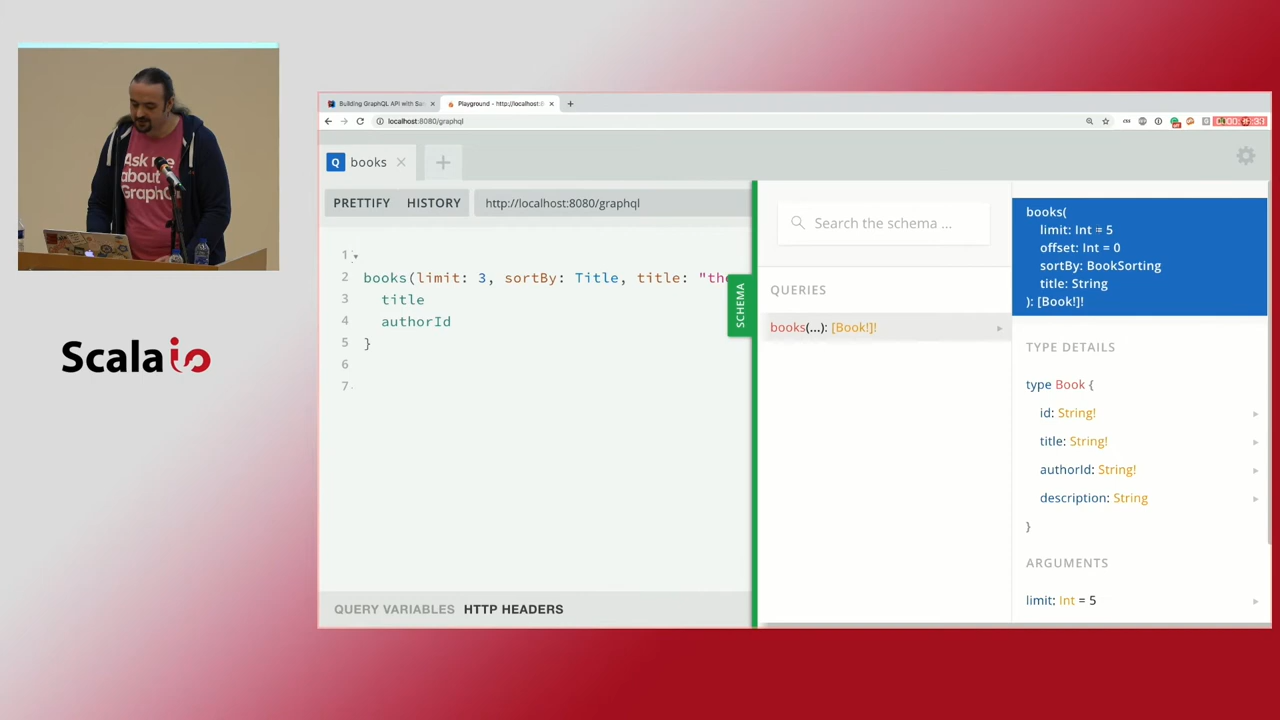 Ask me
about
GraphQ
Scala io
Building GraphQL API with San
Playground - http://localhost:8
localhost:8080/graphql
css
Q books
PRETTIFY HISTORY http://localhost:8080/graphql
1
2 books(limit: 3, sortBy: Title, title: "the
3 title
4 authorId
5 }
6
7
QUERY VARIABLES HTTP HEADERS
SCHEMA
Search the schema ...
QUERIES
books(...): [Book!]!
books(
limit: Int = 5
offset: Int = 0
sortBy: BookSorting
title: String
): [Book!]!
TYPE DETAILS
type Book {
id: String!
title: String!
authorId: String!
description: String
}
ARGUMENTS
limit: Int = 5